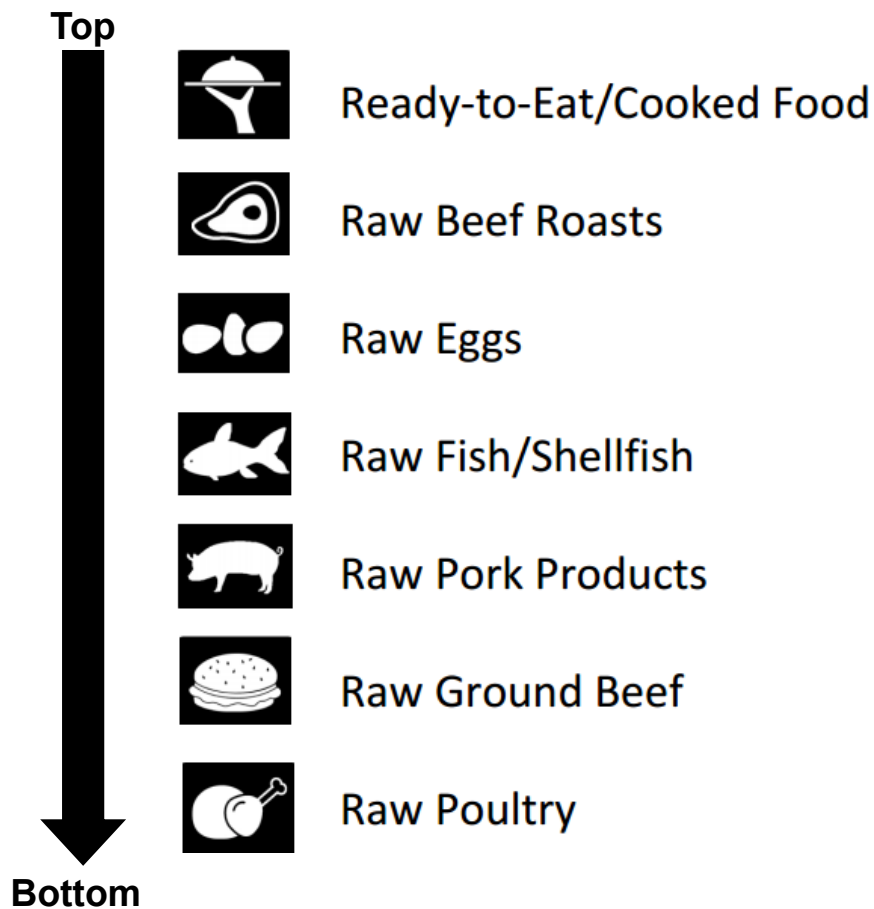 Top
Ready-to-Eat/Cooked Food
Raw Beef Roasts
Raw Eggs
Raw Fish/Shellfish
Raw Pork Products
Raw Ground Beef
Raw Poultry
Bottom